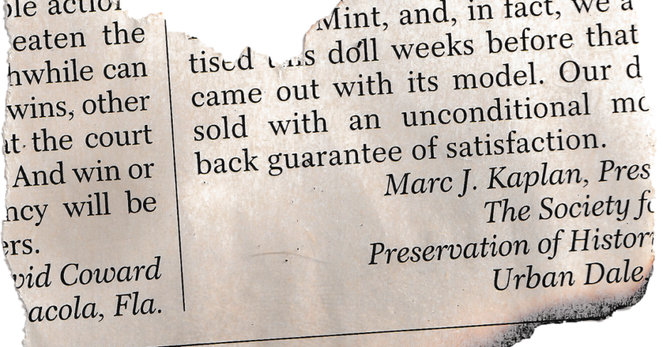 eaten the
hwhile can
wins, other
the court
And win or
ncy will be
ers.
vid Coward
acola, Fla.
Mint, and, in fact, we a
doll weeks before that
came out with its model. Our d
sold with an unconditional mo
back guarantee of satisfaction.
Marc J. Kaplan, Pres
The Society fo
Preservation of Histor
Urban Dale,